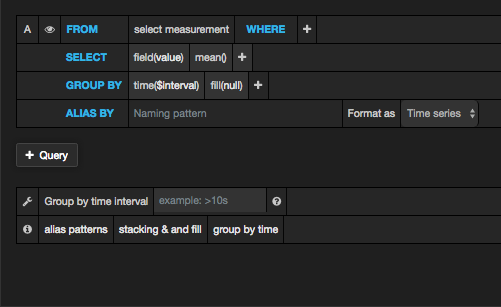 A FROM select measurement WHERE +
SELECT field(value) mean() +
GROUP BY time($interval) fill(null) +
ALIAS BY Naming pattern Format as Time series
+ Query
Group by time interval example: >10s ?
alias patterns stacking & and fill group by time